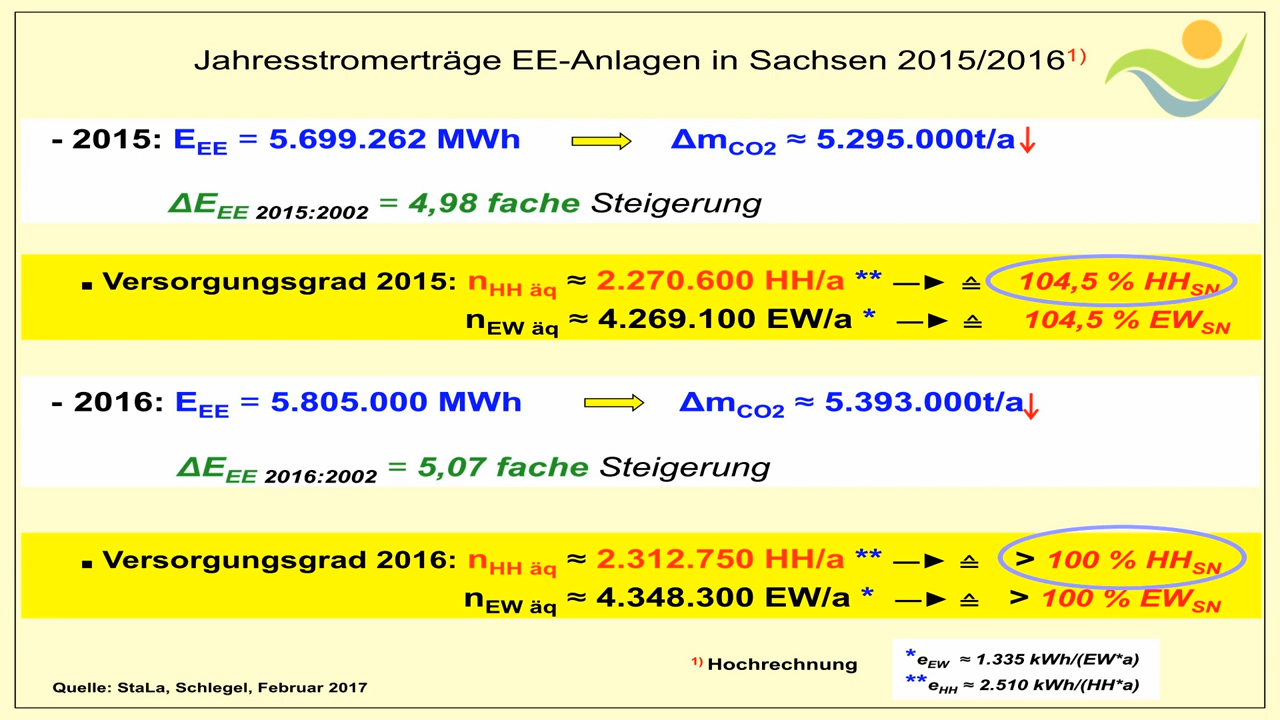 Jahresstromerträge EE-Anlagen in Sachsen 2015/2016¹⁾
- 2015: E_EE = 5.699.262 MWh ⇨ Δm_CO2 ≈ 5.295.000t/a↓
ΔE_EE 2015:2002 = 4,98 fache Steigerung
▪ Versorgungsgrad 2015: n_HH äq ≈ 2.270.600 HH/a ** —► ≙ 104,5 % HH_SN
n_EW äq ≈ 4.269.100 EW/a * —► ≙ 104,5 % EW_SN
- 2016: E_EE = 5.805.000 MWh ⇨ Δm_CO2 ≈ 5.393.000t/a↓
ΔE_EE 2016:2002 = 5,07 fache Steigerung
▪ Versorgungsgrad 2016: n_HH äq ≈ 2.312.750 HH/a ** —► ≙ > 100 % HH_SN
n_EW äq ≈ 4.348.300 EW/a * —► ≙ > 100 % EW_SN
¹⁾ Hochrechnung
*e_EW ≈ 1.335 kWh/(EW*a)
**e_HH ≈ 2.510 kWh/(HH*a)
Quelle: StaLa, Schlegel, Februar 2017